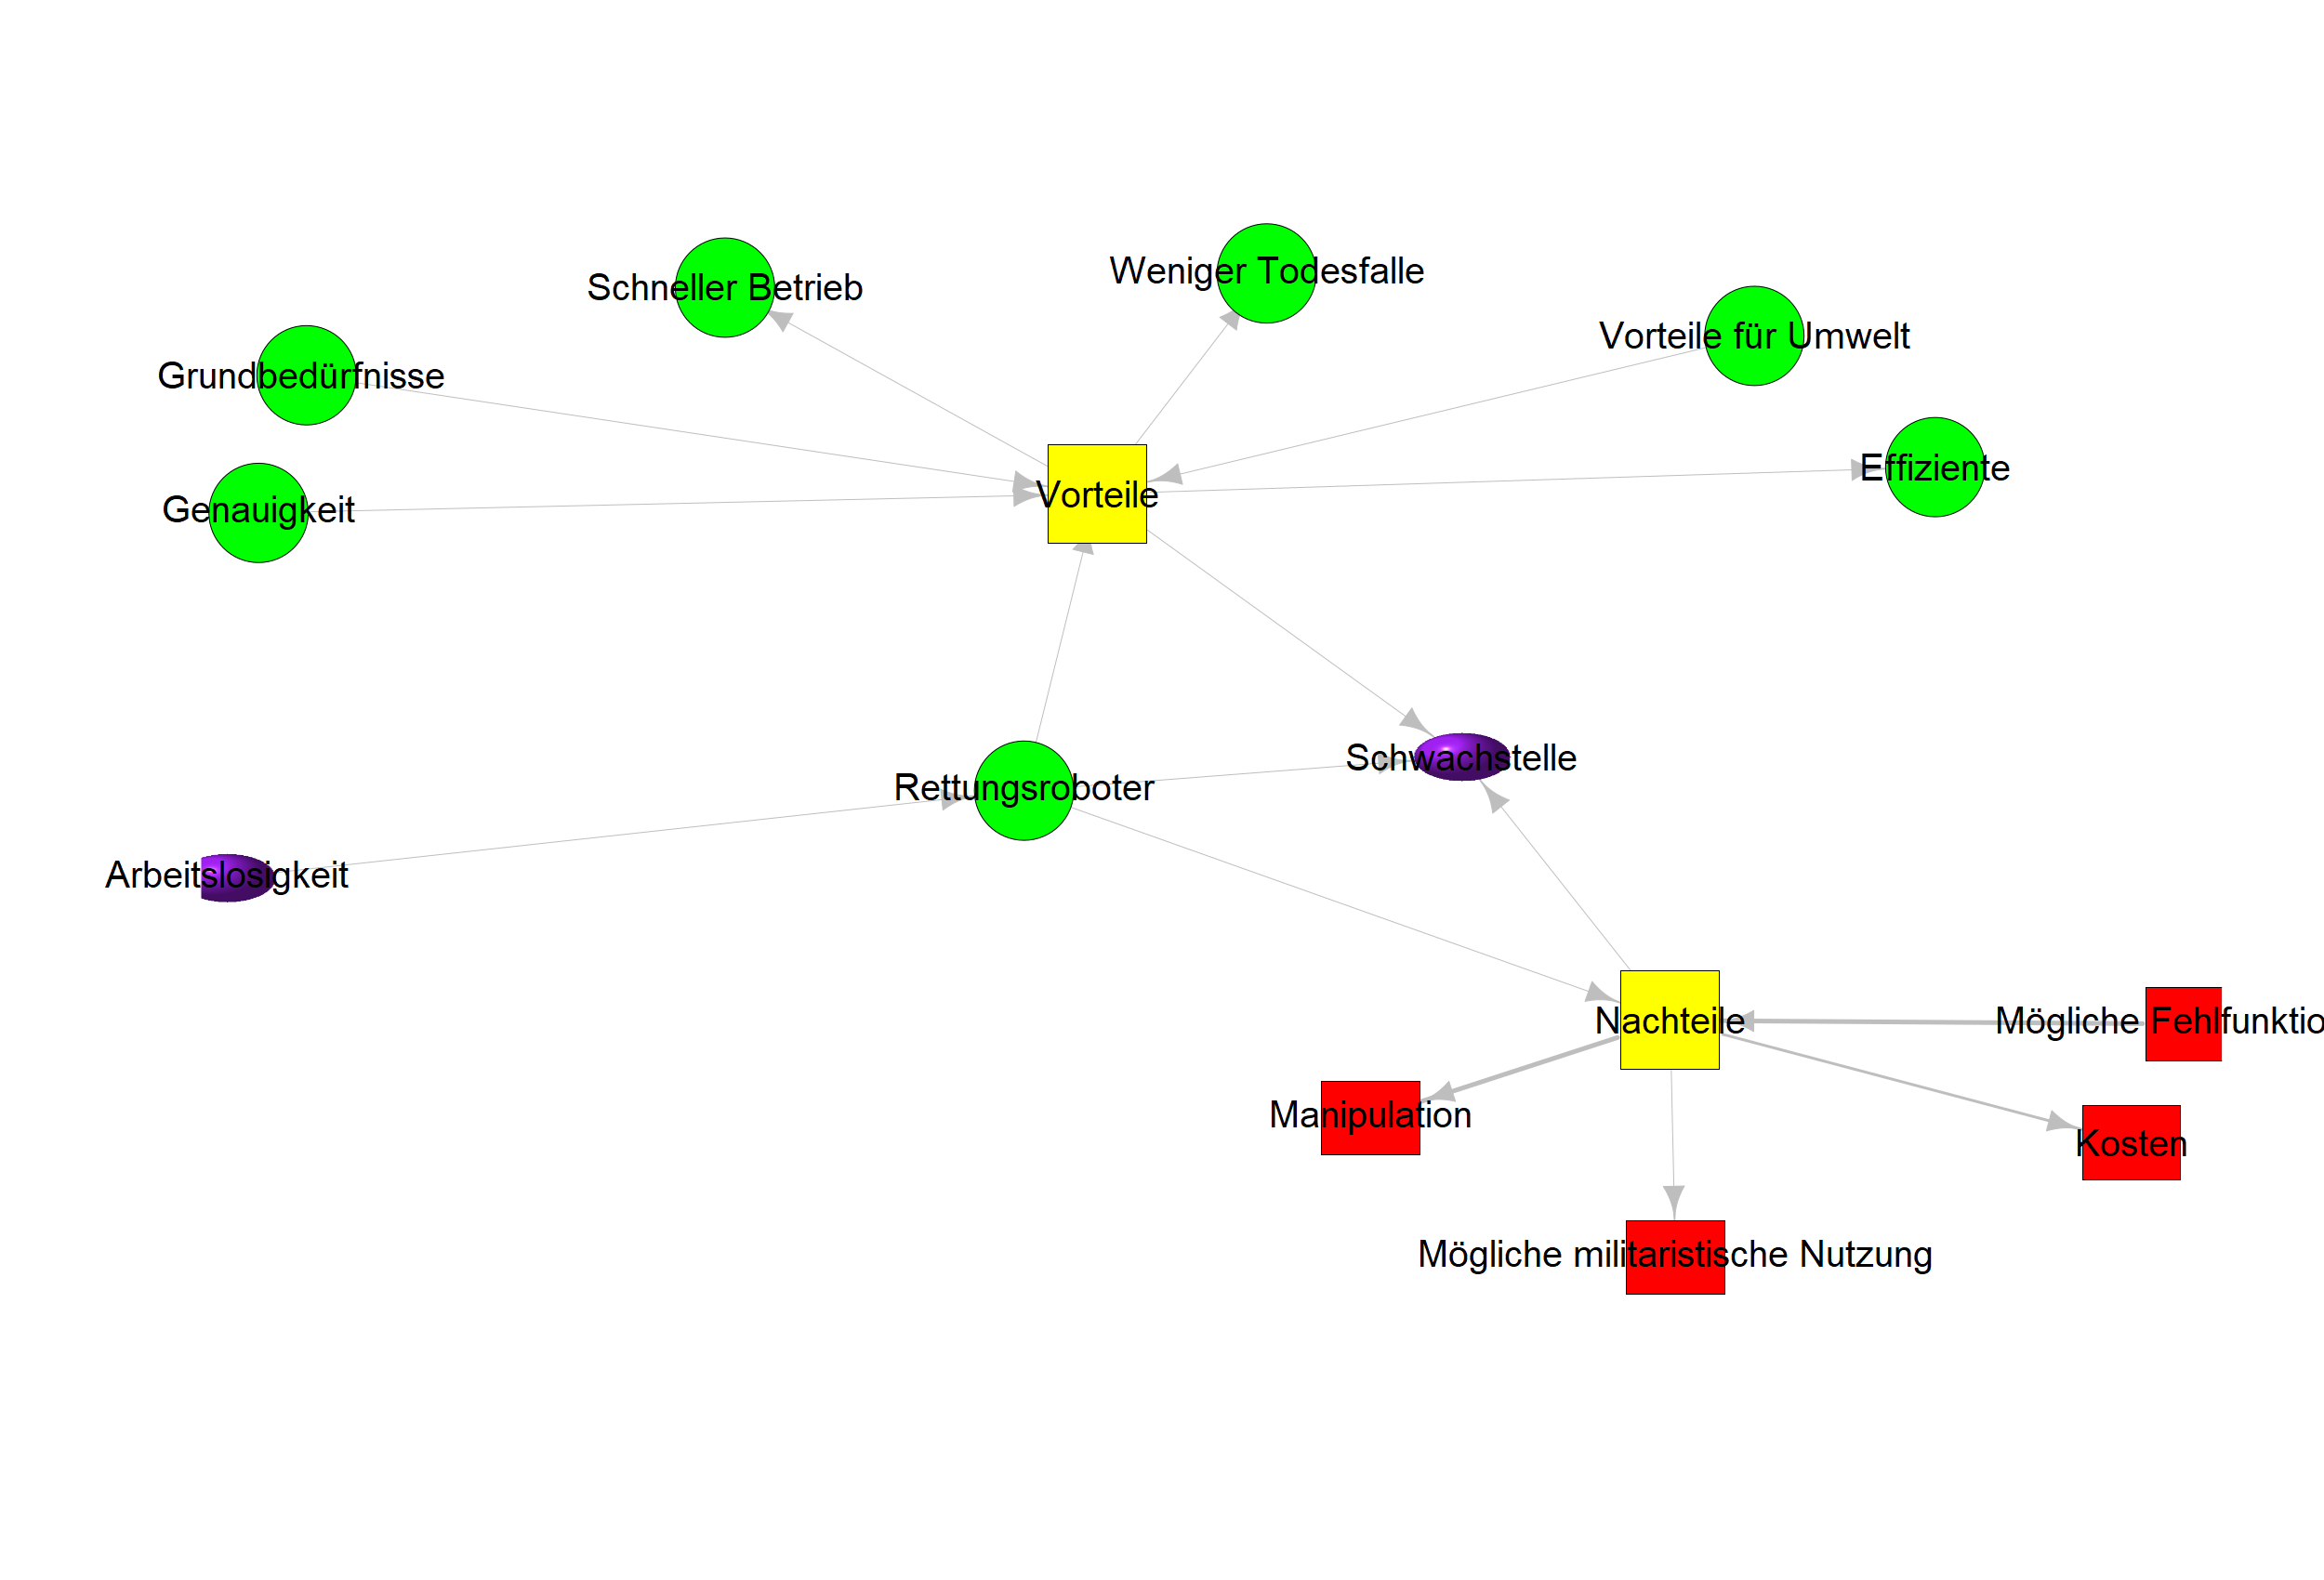 Weniger Todesfalle
Schneller Betrieb
Vorteile für Umwelt
Grundbedürfnisse
Effiziente
Vorteile
Genauigkeit
Schwachstelle
Rettungsroboter
Arbeitslosigkeit
Nachteile
Mögliche Fehlfunktio
Manipulation
Kosten
Mögliche militaristische Nutzung